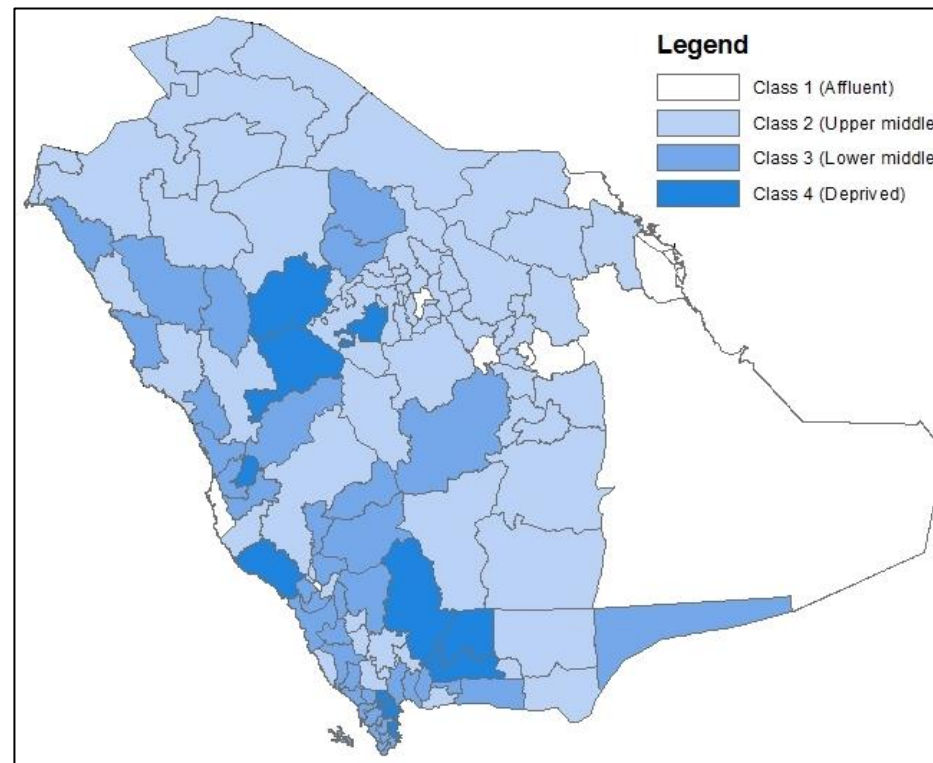 Legend
Class 1 (Affluent)
Class 2 (Upper middle
Class 3 (Lower middle
Class 4 (Deprived)